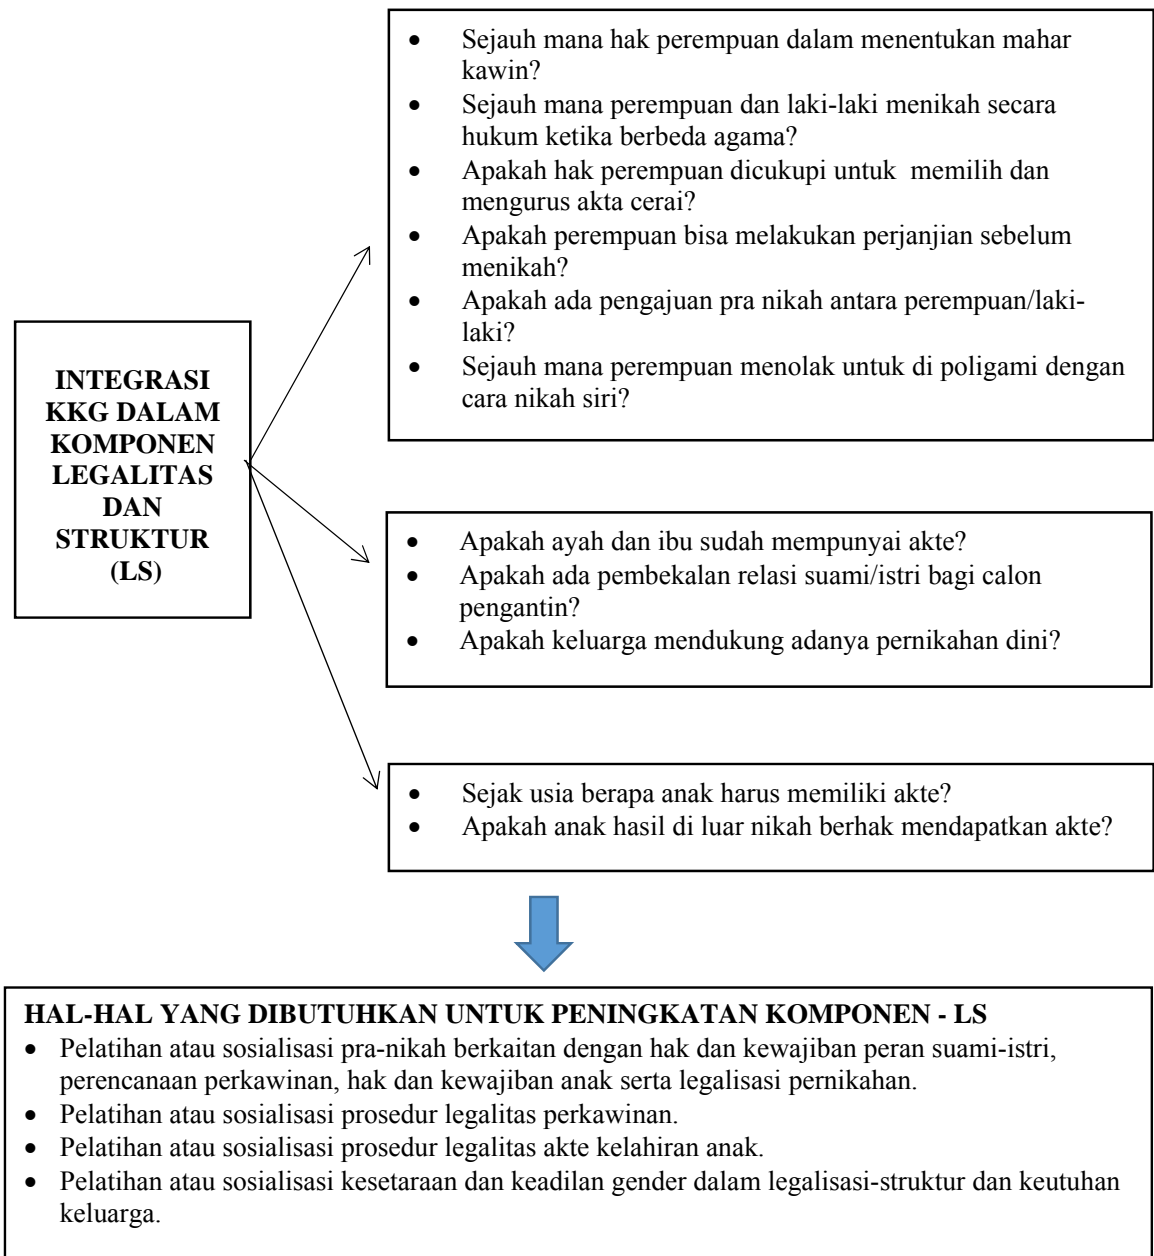 • Sejauh mana hak perempuan dalam menentukan mahar
kawin?
• Sejauh mana perempuan dan laki-laki menikah secara
hukum ketika berbeda agama?
• Apakah hak perempuan dicukupi untuk memilih dan
mengurus akta cerai?
• Apakah perempuan bisa melakukan perjanjian sebelum
menikah?
• Apakah ada pengajuan pra nikah antara perempuan/laki-
laki?
• Sejauh mana perempuan menolak untuk di poligami dengan
cara nikah siri?
INTEGRASI
KKG DALAM
KOMPONEN
LEGALITAS
DAN
STRUKTUR
(LS)
• Apakah ayah dan ibu sudah mempunyai akte?
• Apakah ada pembekalan relasi suami/istri bagi calon
pengantin?
• Apakah keluarga mendukung adanya pernikahan dini?
• Sejak usia berapa anak harus memiliki akte?
• Apakah anak hasil di luar nikah berhak mendapatkan akte?
HAL-HAL YANG DIBUTUHKAN UNTUK PENINGKATAN KOMPONEN - LS
• Pelatihan atau sosialisasi pra-nikah berkaitan dengan hak dan kewajiban peran suami-istri,
perencanaan perkawinan, hak dan kewajiban anak serta legalisasi pernikahan.
• Pelatihan atau sosialisasi prosedur legalitas perkawinan.
• Pelatihan atau sosialisasi prosedur legalitas akte kelahiran anak.
• Pelatihan atau sosialisasi kesetaraan dan keadilan gender dalam legalisasi-struktur dan keutuhan
keluarga.